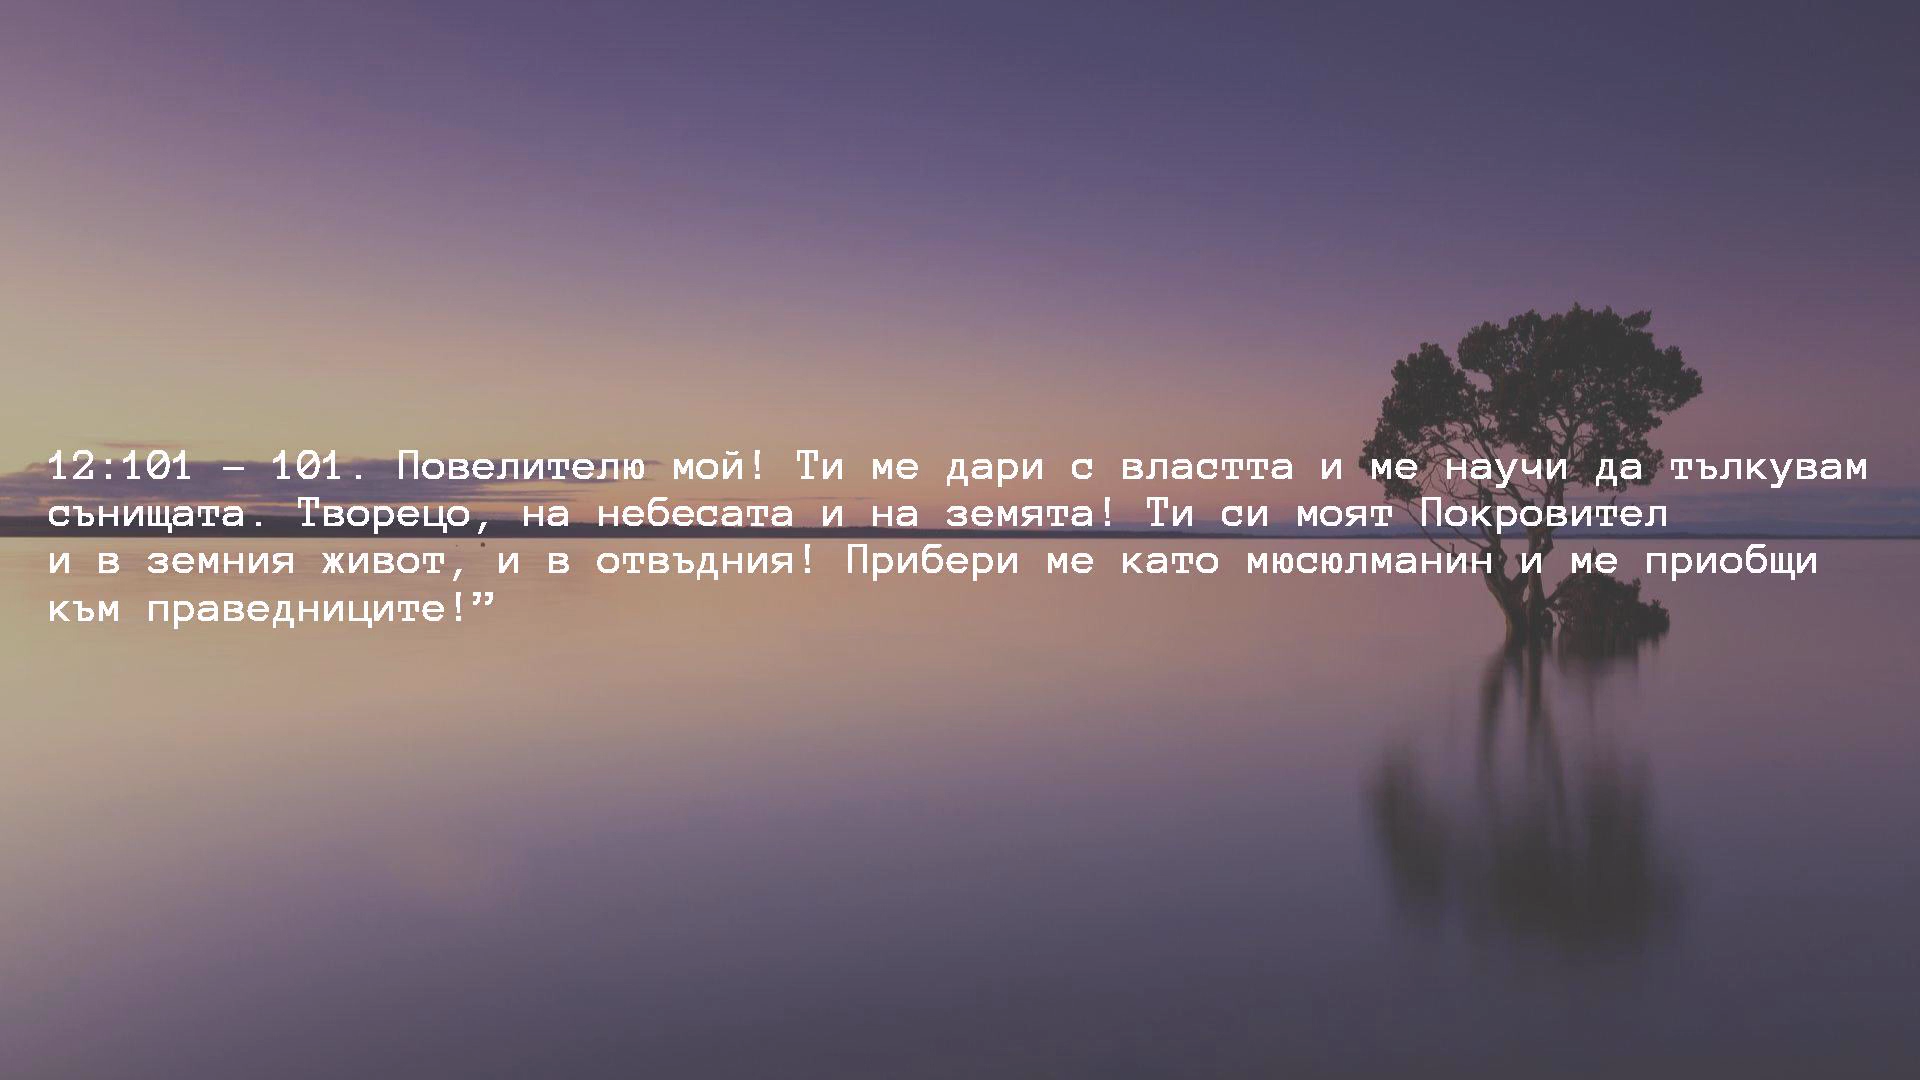 12:101 – 101. Повелителю мой! Ти ме дари с властта и ме научи да тълкувам
сънищата. Творецо, на небесата и на земята! Ти си моят Покровител
и в земния живот, и в отвъдния! Прибери ме като мюсюлманин и ме приобщи
към праведниците!”